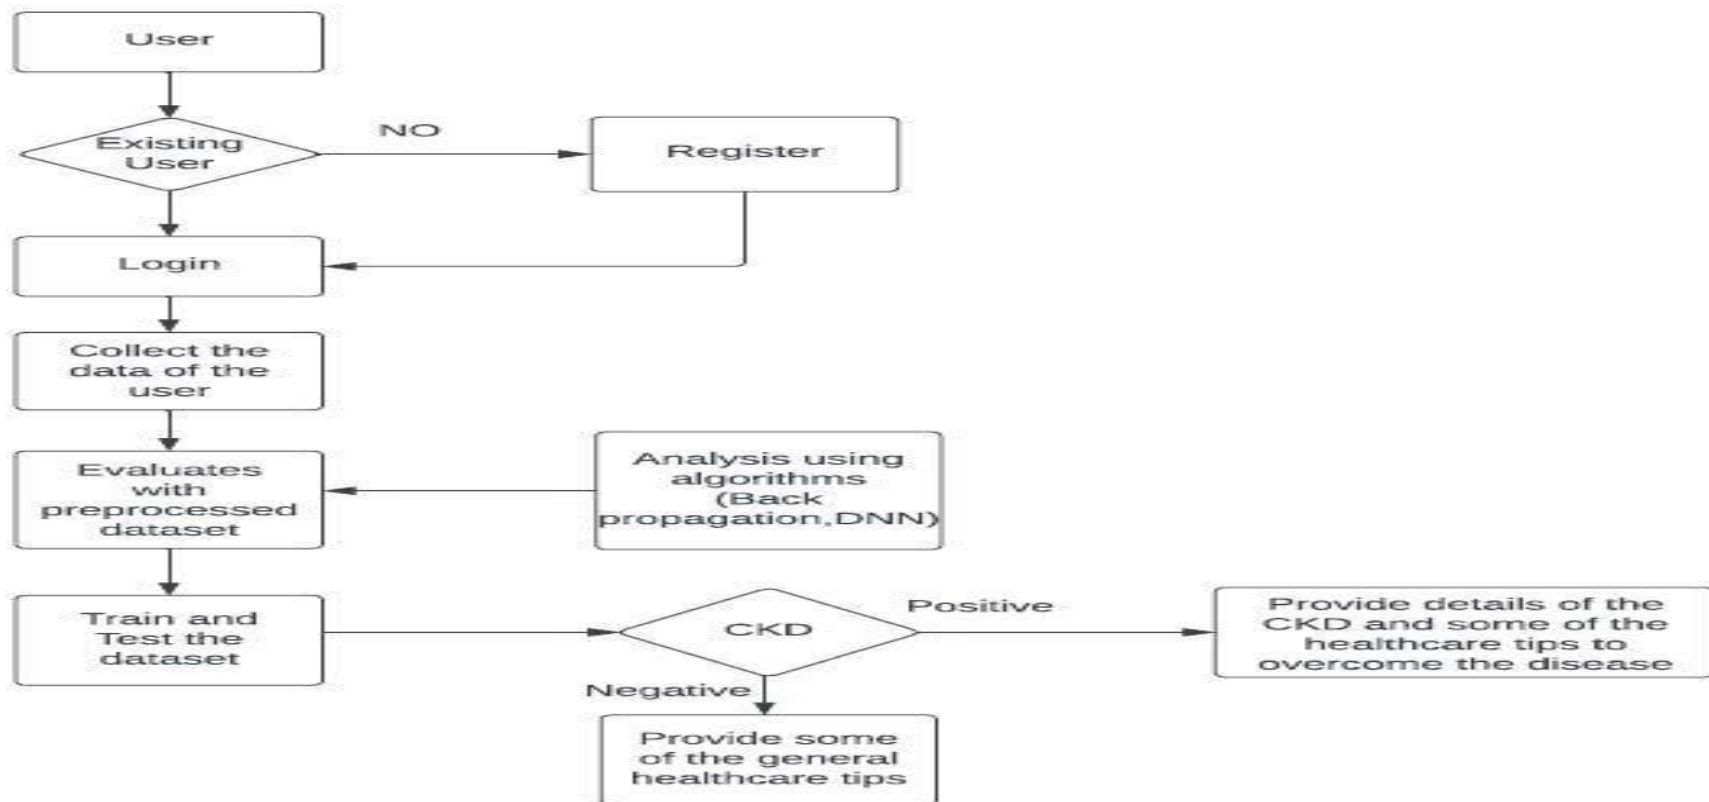 User
Existing
User
NO
Register
Login
Collect the
data of the
user
Evaluates
with
preprocessed
dataset
Analysis using
algorithms
(Back
propagation,DNN)
Train and
Test the
dataset
CKD
Positive
Provide details of the
CKD and some of the
healthcare tips to
overcome the disease
Negative
Provide some
of the general
healthcare tips